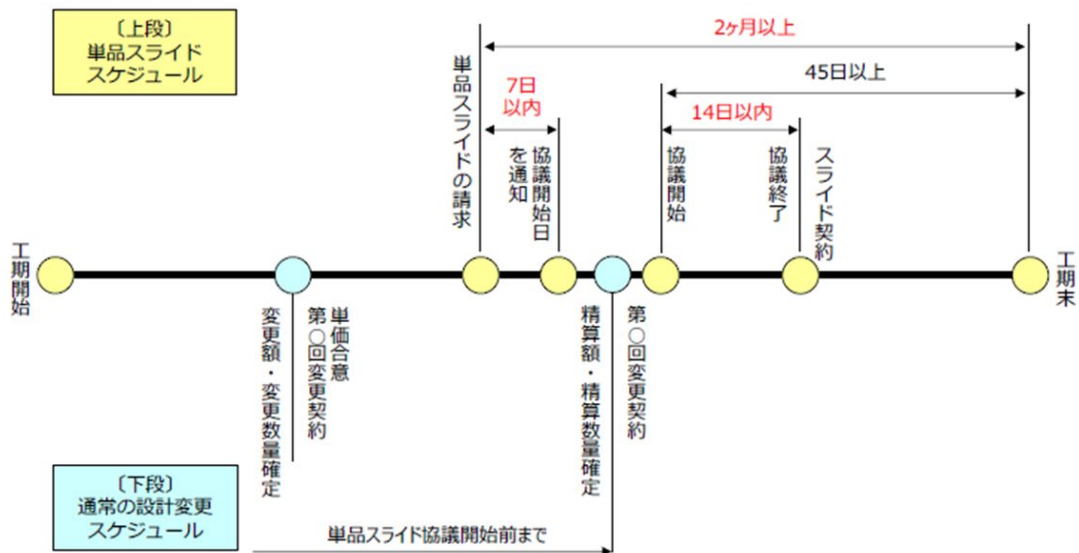 〔上段〕
単品スライド
スケジュール
2ヶ月以上
45日以上
7日
以内
14日以内
単品スライドの請求
協議開始日
を通知
協議開始
協議終了
スライド契約
工期開始
工期末
単価合意
第○回変更契約
変更額・変更数量確定
第○回変更契約
精算額・精算数量確定
〔下段〕
通常の設計変更
スケジュール
単品スライド協議開始前まで